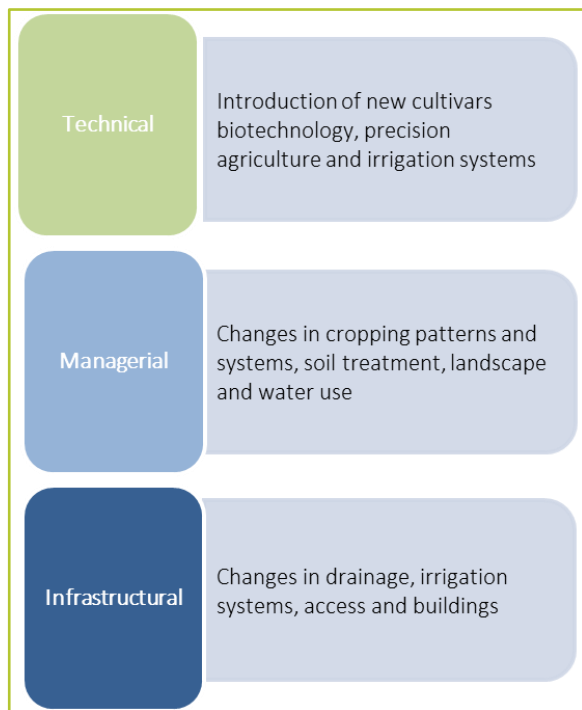 Technical
Introduction of new cultivars
biotechnology, precision
agriculture and irrigation systems
Managerial
Changes in cropping patterns and
systems, soil treatment, landscape
and water use
Infrastructural
Changes in drainage, irrigation
systems, access and buildings